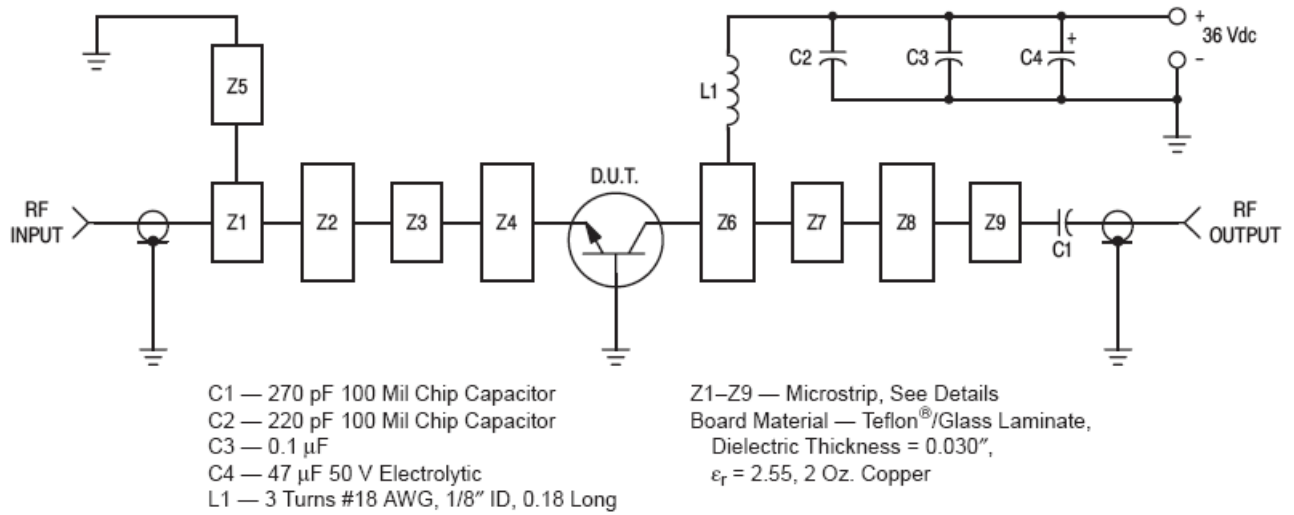 +
36 Vdc
−
C2
C3
C4
+
L1
Z5
D.U.T.
RF
INPUT
Z1
Z2
Z3
Z4
Z6
Z7
Z8
Z9
C1
RF
OUTPUT
C1 — 270 pF 100 Mil Chip Capacitor
C2 — 220 pF 100 Mil Chip Capacitor
C3 — 0.1 μF
C4 — 47 μF 50 V Electrolytic
L1 — 3 Turns #18 AWG, 1/8″ ID, 0.18 Long
Z1–Z9 — Microstrip, See Details
Board Material — Teflon®/Glass Laminate,
Dielectric Thickness = 0.030″,
εr = 2.55, 2 Oz. Copper